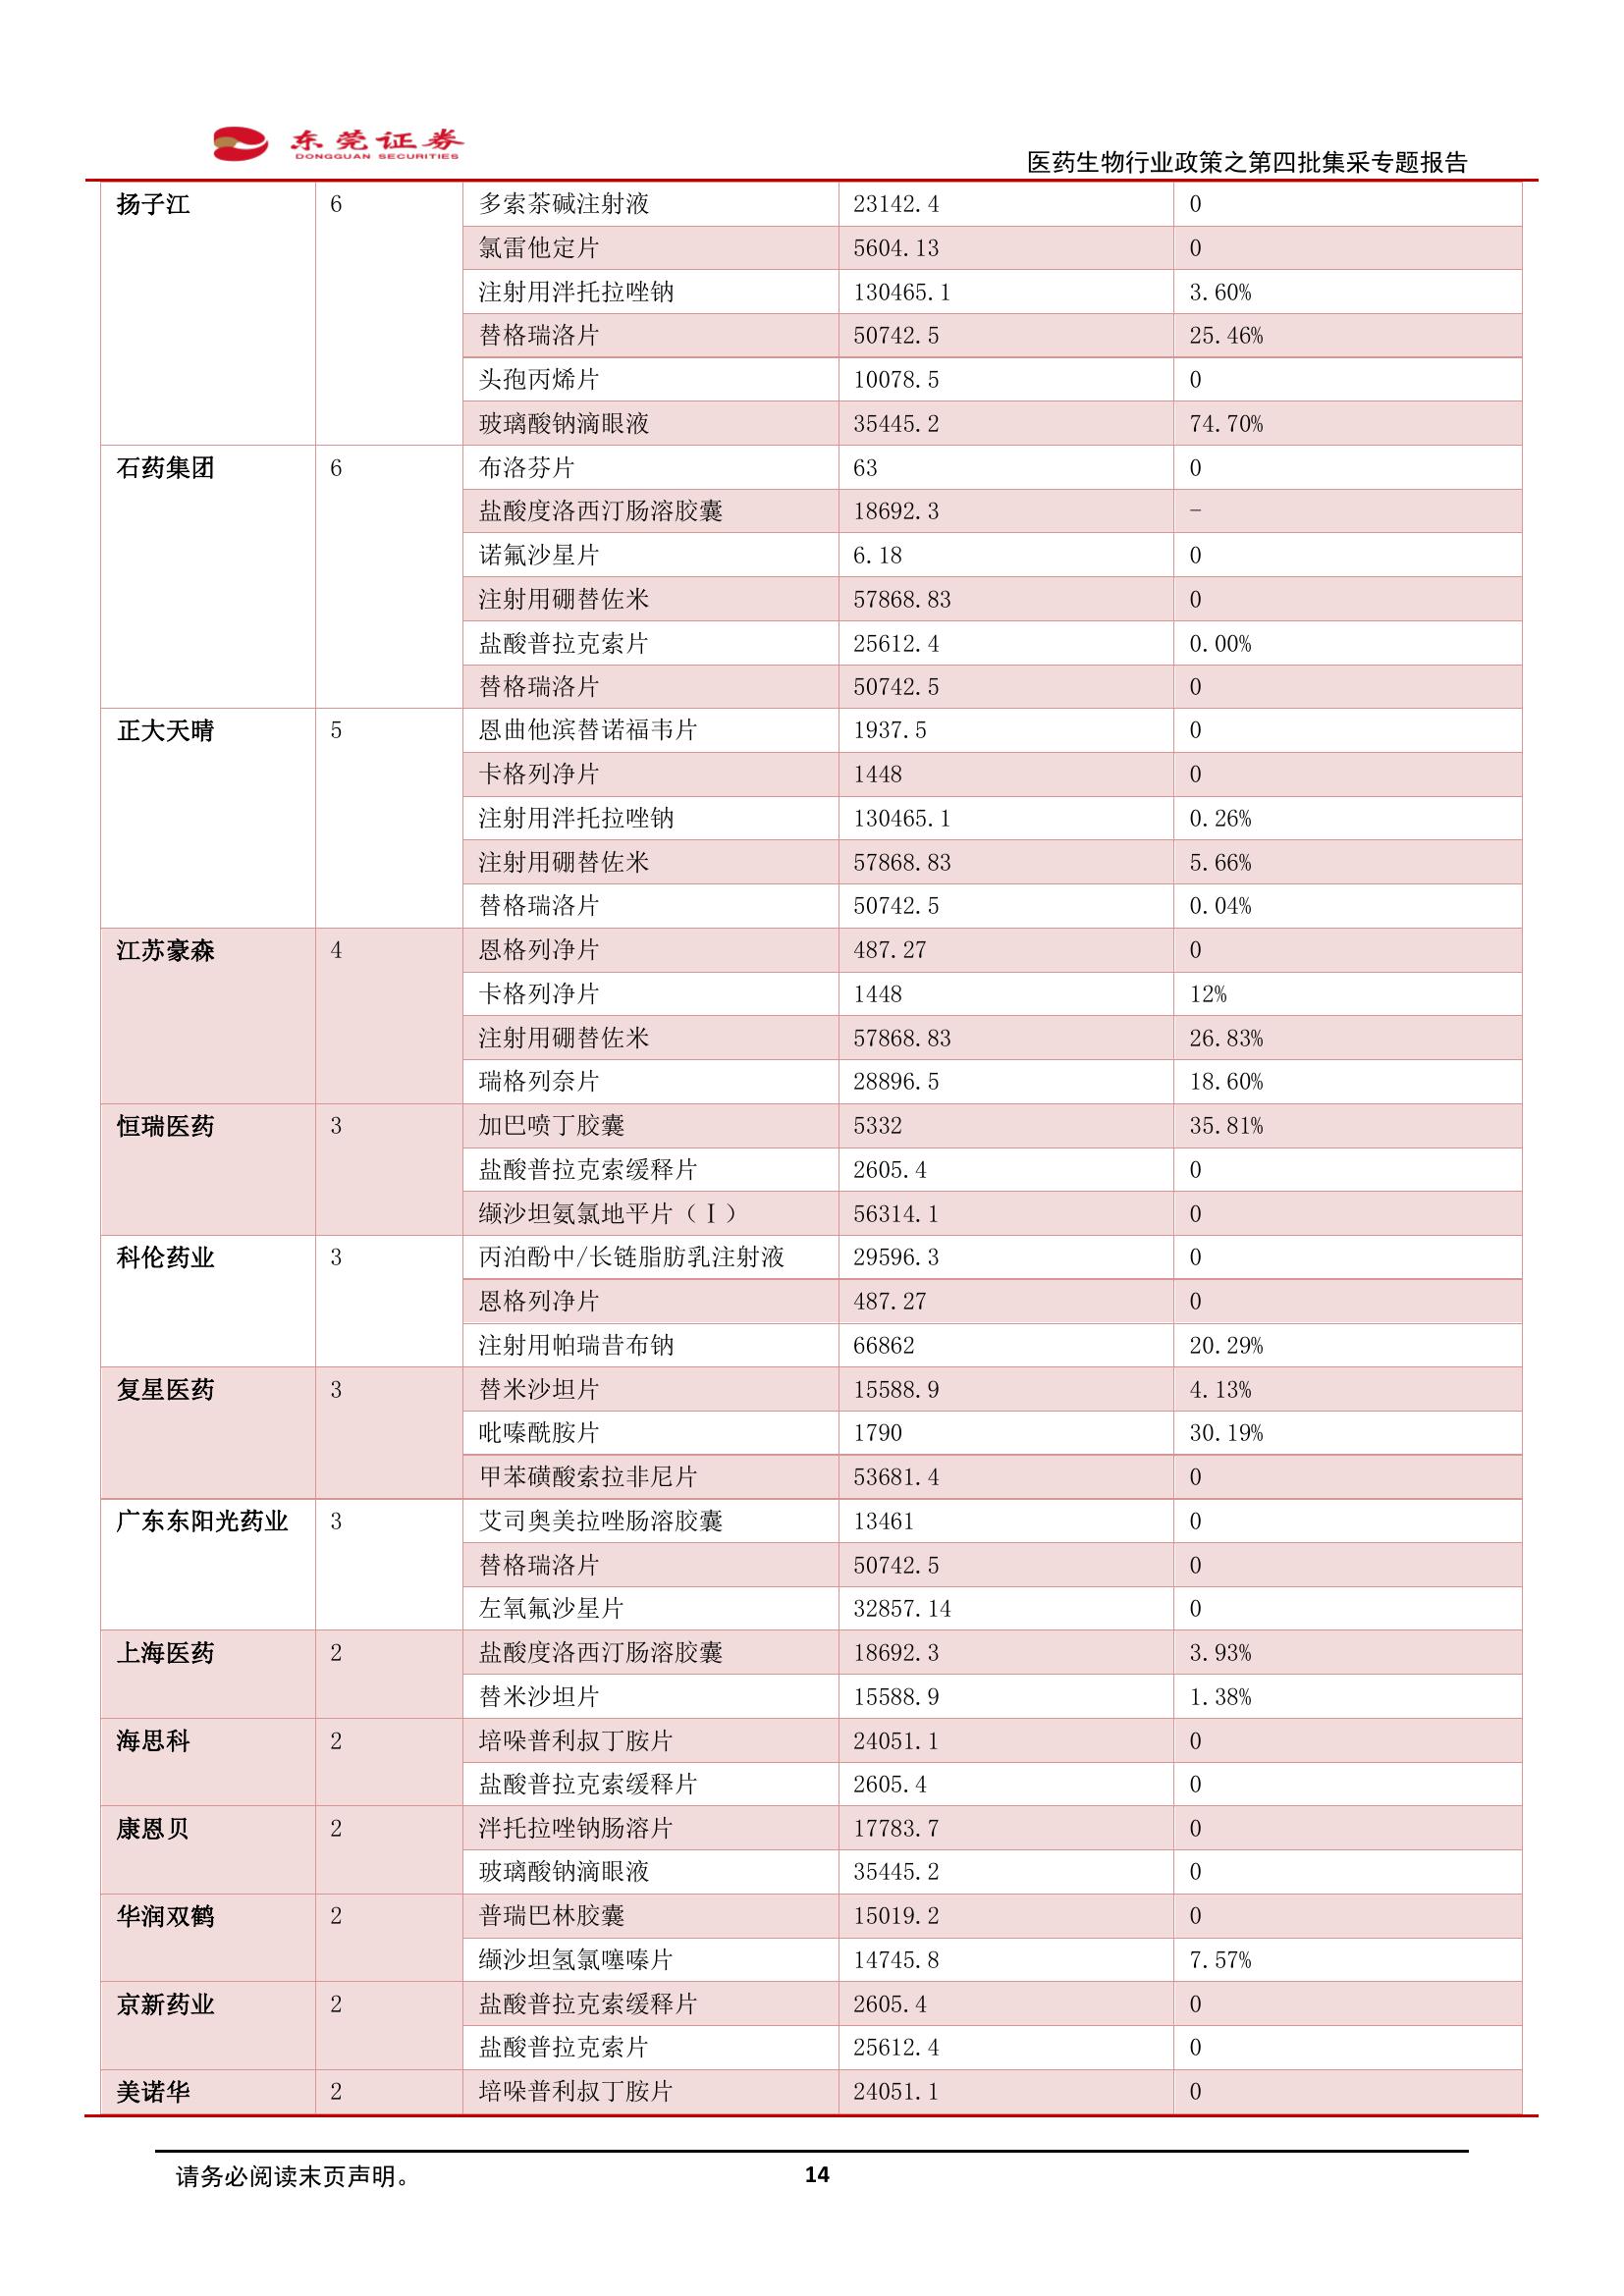 东莞证券
DONGGUAN SECURITIES
医药生物行业政策之第四批集采专题报告
扬子江 6 多索茶碱注射液 23142.4 0
氯雷他定片 5604.13 0
注射用泮托拉唑钠 130465.1 3.60%
替格瑞洛片 50742.5 25.46%
头孢丙烯片 10078.5 0
玻璃酸钠滴眼液 35445.2 74.70%
石药集团 6 布洛芬片 63 0
盐酸度洛西汀肠溶胶囊 18692.3 -
诺氟沙星片 6.18 0
注射用硼替佐米 57868.83 0
盐酸普拉克索片 25612.4 0.00%
替格瑞洛片 50742.5 0
正大天晴 5 恩曲他滨替诺福韦片 1937.5 0
卡格列净片 1448 0
注射用泮托拉唑钠 130465.1 0.26%
注射用硼替佐米 57868.83 5.66%
替格瑞洛片 50742.5 0.04%
江苏豪森 4 恩格列净片 487.27 0
卡格列净片 1448 12%
注射用硼替佐米 57868.83 26.83%
瑞格列奈片 28896.5 18.60%
恒瑞医药 3 加巴喷丁胶囊 5332 35.81%
盐酸普拉克索缓释片 2605.4 0
缬沙坦氨氯地平片（Ⅰ） 56314.1 0
科伦药业 3 丙泊酚中/长链脂肪乳注射液 29596.3 0
恩格列净片 487.27 0
注射用帕瑞昔布钠 66862 20.29%
复星医药 3 替米沙坦片 15588.9 4.13%
吡嗪酰胺片 1790 30.19%
甲苯磺酸索拉非尼片 53681.4 0
广东东阳光药业 3 艾司奥美拉唑肠溶胶囊 13461 0
替格瑞洛片 50742.5 0
左氧氟沙星片 32857.14 0
上海医药 2 盐酸度洛西汀肠溶胶囊 18692.3 3.93%
替米沙坦片 15588.9 1.38%
海思科 2 培哚普利叔丁胺片 24051.1 0
盐酸普拉克索缓释片 2605.4 0
康恩贝 2 泮托拉唑钠肠溶片 17783.7 0
玻璃酸钠滴眼液 35445.2 0
华润双鹤 2 普瑞巴林胶囊 15019.2 0
缬沙坦氢氯噻嗪片 14745.8 7.57%
京新药业 2 盐酸普拉克索缓释片 2605.4 0
盐酸普拉克索片 25612.4 0
美诺华 2 培哚普利叔丁胺片 24051.1 0
请务必阅读末页声明。 14